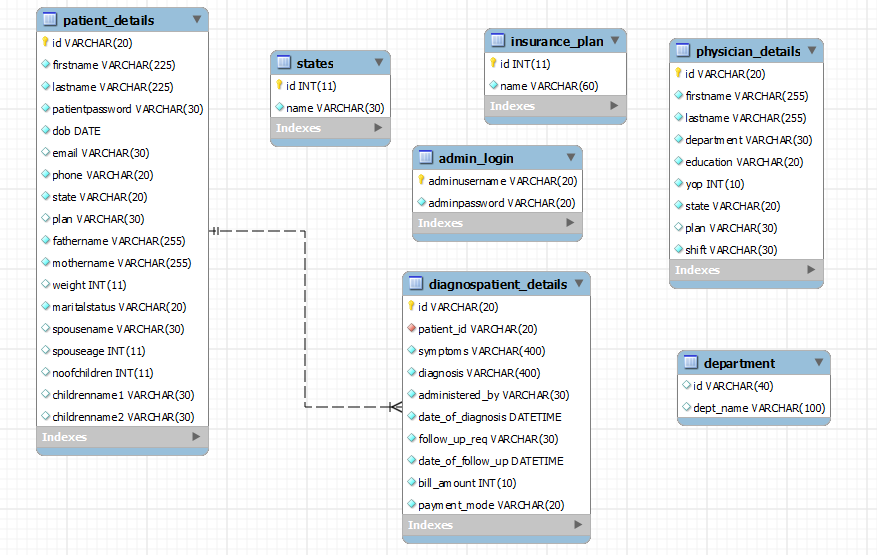 patient_details
id VARCHAR(20)
firstname VARCHAR(225)
lastname VARCHAR(225)
patientpassword VARCHAR(30)
dob DATE
email VARCHAR(30)
phone VARCHAR(20)
state VARCHAR(20)
plan VARCHAR(30)
fathername VARCHAR(255)
mothername VARCHAR(255)
weight INT(11)
maritalstatus VARCHAR(20)
spousename VARCHAR(30)
spouseage INT(11)
noofchildren INT(11)
childrenname1 VARCHAR(30)
childrenname2 VARCHAR(30)
Indexes
states
id INT(11)
name VARCHAR(30)
Indexes
insurance_plan
id INT(11)
name VARCHAR(60)
Indexes
admin_login
adminusername VARCHAR(20)
adminpassword VARCHAR(20)
Indexes
physician_details
id VARCHAR(20)
firstname VARCHAR(255)
lastname VARCHAR(255)
department VARCHAR(30)
education VARCHAR(20)
yop INT(10)
state VARCHAR(20)
plan VARCHAR(30)
shift VARCHAR(30)
Indexes
diagnospatient_details
id VARCHAR(20)
patient_id VARCHAR(20)
symptoms VARCHAR(400)
diagnosis VARCHAR(400)
administered_by VARCHAR(30)
date_of_diagnosis DATETIME
follow_up_req VARCHAR(30)
date_of_follow_up DATETIME
bill_amount INT(10)
payment_mode VARCHAR(20)
Indexes
department
id VARCHAR(40)
dept_name VARCHAR(100)